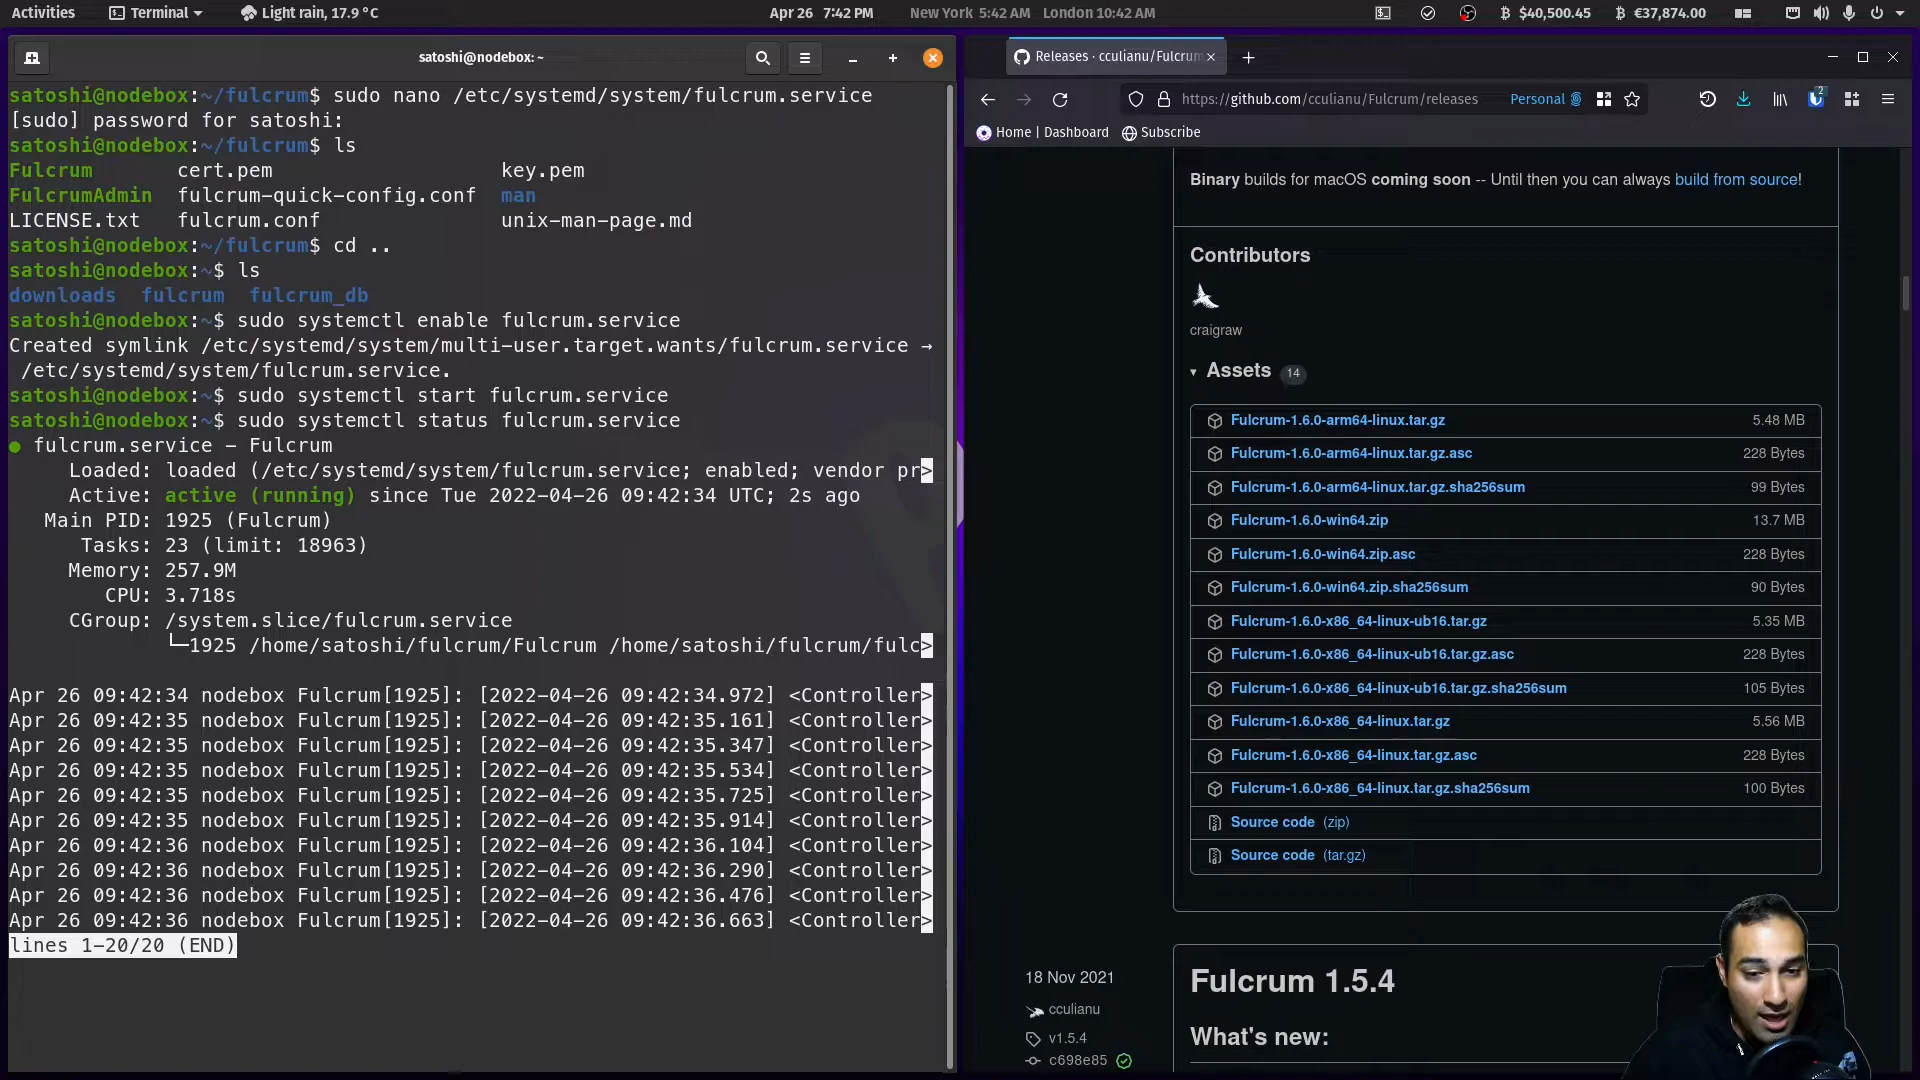 Activities Terminal Light rain, 17.9 °C Apr 26 7:42 PM New York 5:42 AM London 10:42 AM ₿ $40,500.45 ₿ €37,874.00
satoshi@nodebox: ~
satoshi@nodebox:~/fulcrum$ sudo nano /etc/systemd/system/fulcrum.service
[sudo] password for satoshi:
satoshi@nodebox:~/fulcrum$ ls
Fulcrum cert.pem key.pem
FulcrumAdmin fulcrum-quick-config.conf man
LICENSE.txt fulcrum.conf unix-man-page.md
satoshi@nodebox:~/fulcrum$ cd ..
satoshi@nodebox:~$ ls
downloads fulcrum fulcrum_db
satoshi@nodebox:~$ sudo systemctl enable fulcrum.service
Created symlink /etc/systemd/system/multi-user.target.wants/fulcrum.service →
/etc/systemd/system/fulcrum.service.
satoshi@nodebox:~$ sudo systemctl start fulcrum.service
satoshi@nodebox:~$ sudo systemctl status fulcrum.service
● fulcrum.service - Fulcrum
Loaded: loaded (/etc/systemd/system/fulcrum.service; enabled; vendor pr>
Active: active (running) since Tue 2022-04-26 09:42:34 UTC; 2s ago
Main PID: 1925 (Fulcrum)
Tasks: 23 (limit: 18963)
Memory: 257.9M
CPU: 3.718s
CGroup: /system.slice/fulcrum.service
└─1925 /home/satoshi/fulcrum/Fulcrum /home/satoshi/fulcrum/fulc>
Apr 26 09:42:34 nodebox Fulcrum[1925]: [2022-04-26 09:42:34.972] <Controller>
Apr 26 09:42:35 nodebox Fulcrum[1925]: [2022-04-26 09:42:35.161] <Controller>
Apr 26 09:42:35 nodebox Fulcrum[1925]: [2022-04-26 09:42:35.347] <Controller>
Apr 26 09:42:35 nodebox Fulcrum[1925]: [2022-04-26 09:42:35.534] <Controller>
Apr 26 09:42:35 nodebox Fulcrum[1925]: [2022-04-26 09:42:35.725] <Controller>
Apr 26 09:42:35 nodebox Fulcrum[1925]: [2022-04-26 09:42:35.914] <Controller>
Apr 26 09:42:36 nodebox Fulcrum[1925]: [2022-04-26 09:42:36.104] <Controller>
Apr 26 09:42:36 nodebox Fulcrum[1925]: [2022-04-26 09:42:36.290] <Controller>
Apr 26 09:42:36 nodebox Fulcrum[1925]: [2022-04-26 09:42:36.476] <Controller>
Apr 26 09:42:36 nodebox Fulcrum[1925]: [2022-04-26 09:42:36.663] <Controller>
lines 1-20/20 (END)
Releases · cculianu/Fulcrum
https://github.com/cculianu/Fulcrum/releases Personal 2
Home | Dashboard Subscribe
Binary builds for macOS coming soon -- Until then you can always build from source!
Contributors
craigraw
Assets 14
Fulcrum-1.6.0-arm64-linux.tar.gz 5.48 MB
Fulcrum-1.6.0-arm64-linux.tar.gz.asc 228 Bytes
Fulcrum-1.6.0-arm64-linux.tar.gz.sha256sum 99 Bytes
Fulcrum-1.6.0-win64.zip 13.7 MB
Fulcrum-1.6.0-win64.zip.asc 228 Bytes
Fulcrum-1.6.0-win64.zip.sha256sum 90 Bytes
Fulcrum-1.6.0-x86_64-linux-ub16.tar.gz 5.35 MB
Fulcrum-1.6.0-x86_64-linux-ub16.tar.gz.asc 228 Bytes
Fulcrum-1.6.0-x86_64-linux-ub16.tar.gz.sha256sum 105 Bytes
Fulcrum-1.6.0-x86_64-linux.tar.gz 5.56 MB
Fulcrum-1.6.0-x86_64-linux.tar.gz.asc 228 Bytes
Fulcrum-1.6.0-x86_64-linux.tar.gz.sha256sum 100 Bytes
Source code (zip)
Source code (tar.gz)
18 Nov 2021
cculianu
v1.5.4
c698e85
Fulcrum 1.5.4
What's new: